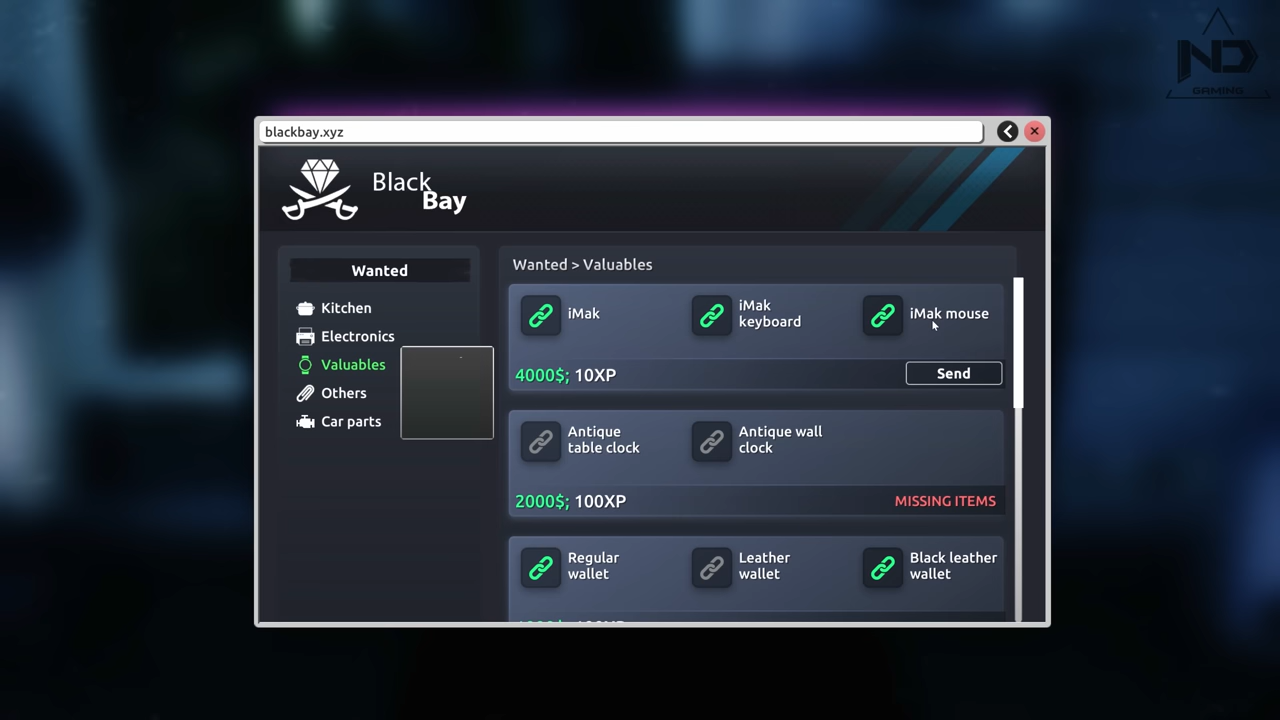 ND
GAMING
blackbay.xyz
Black
Bay
Wanted
Kitchen
Electronics
Valuables
Others
Car parts
Wanted > Valuables
iMak
iMak
keyboard
iMak mouse
4000$; 10XP
Send
Antique
table clock
Antique wall
clock
2000$; 100XP
MISSING ITEMS
Regular
wallet
Leather
wallet
Black leather
wallet